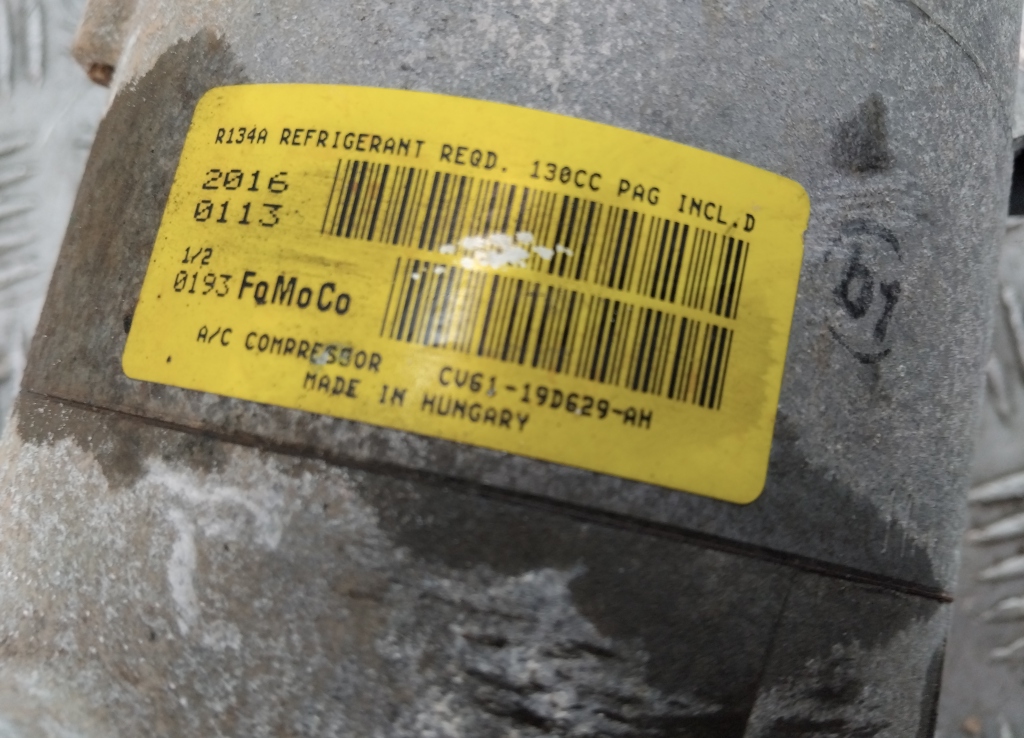 R134A REFRIGERANT REQD. 130CC PAG INCL.D
2016
0113
1/2
0193 FoMoCo
A/C COMPRESSOR CV61-19D629-AH
MADE IN HUNGARY